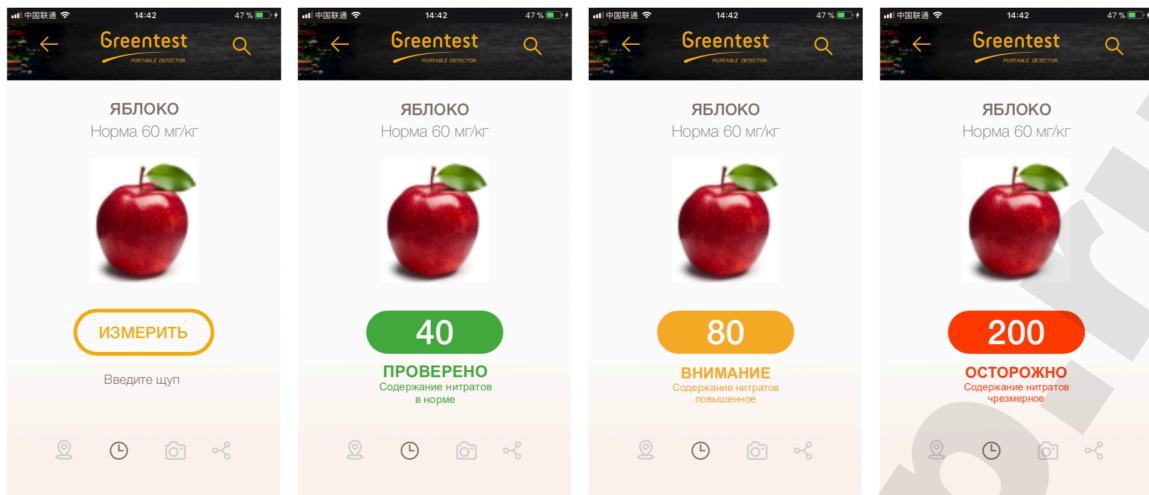 中国联通 14:42 47 %
Greentest
PORTABLE DETECTOR
ЯБЛОКО
Норма 60 мг/кг
ИЗМЕРИТЬ
Введите щуп
中国联通 14:42 47 %
Greentest
PORTABLE DETECTOR
ЯБЛОКО
Норма 60 мг/кг
40
ПРОВЕРЕНО
Содержание нитратов
в норме
中国联通 14:42 47 %
Greentest
PORTABLE DETECTOR
ЯБЛОКО
Норма 60 мг/кг
80
ВНИМАНИЕ
Содержание нитратов
повышенное
中国联通 14:42 47 %
Greentest
PORTABLE DETECTOR
ЯБЛОКО
Норма 60 мг/кг
200
ОСТОРОЖНО
Содержание нитратов
чрезмерное